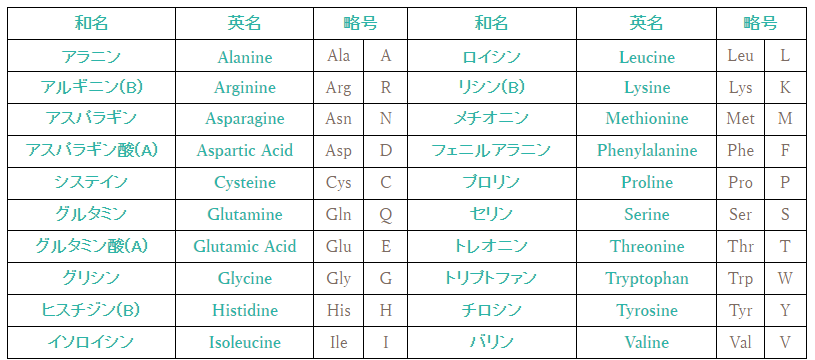 和名 英名 略号 和名 英名 略号
アラニン Alanine Ala A ロイシン Leucine Leu L
アルギニン(B) Arginine Arg R リシン(B) Lysine Lys K
アスパラギン Asparagine Asn N メチオニン Methionine Met M
アスパラギン酸(A) Aspartic Acid Asp D フェニルアラニン Phenylalanine Phe F
システイン Cysteine Cys C プロリン Proline Pro P
グルタミン Glutamine Gln Q セリン Serine Ser S
グルタミン酸(A) Glutamic Acid Glu E トレオニン Threonine Thr T
グリシン Glycine Gly G トリプトファン Tryptophan Trp W
ヒスチジン(B) Histidine His H チロシン Tyrosine Tyr Y
イソロイシン Isoleucine Ile I バリン Valine Val V